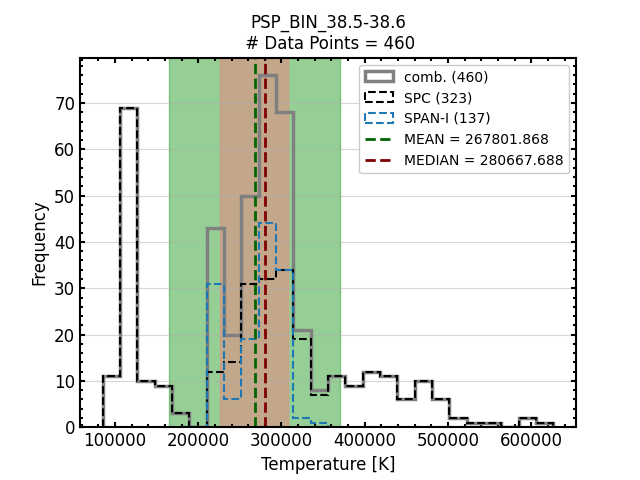 PSP_BIN_38.5-38.6
# Data Points = 460
comb. (460)
SPC (323)
SPAN-I (137)
MEAN = 267801.868
MEDIAN = 280667.688
Frequency
70
60
50
40
30
20
10
0
100000 200000 300000 400000 500000 600000
Temperature [K]